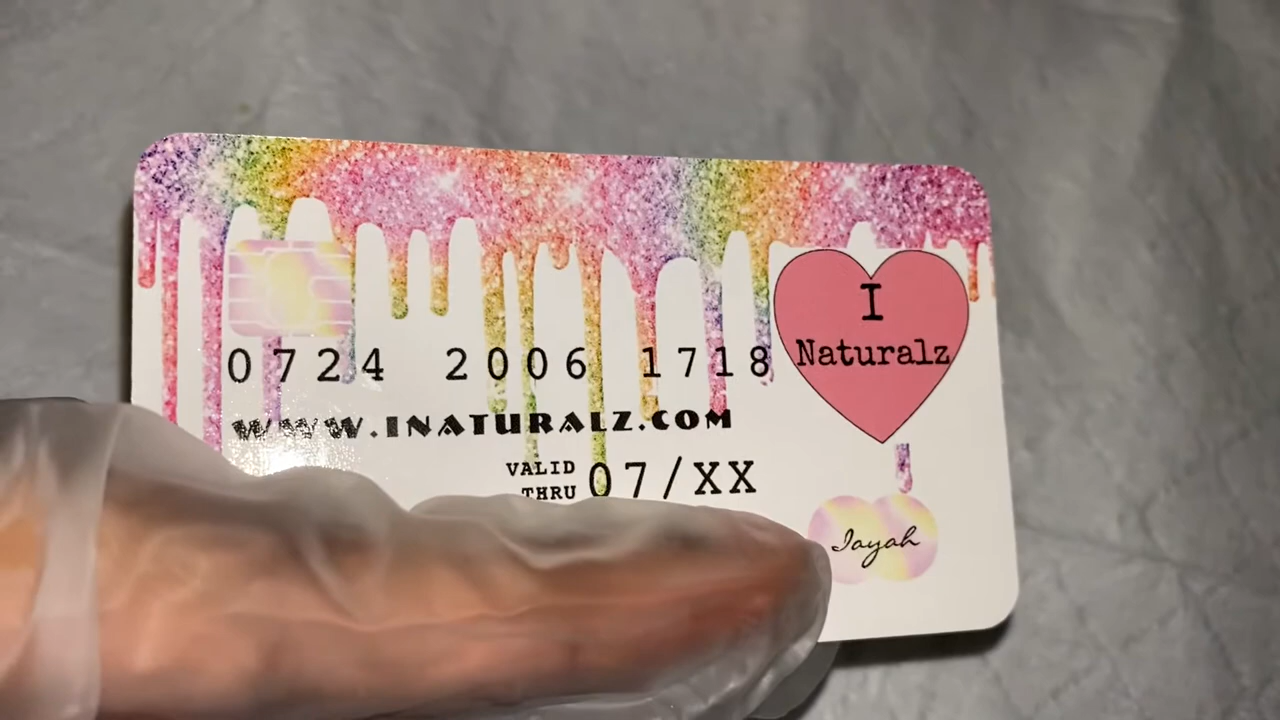 I
Naturalz
0724 2006 1718
WWW.INATURALZ.COM
VALID THRU 07/XX
Iayah